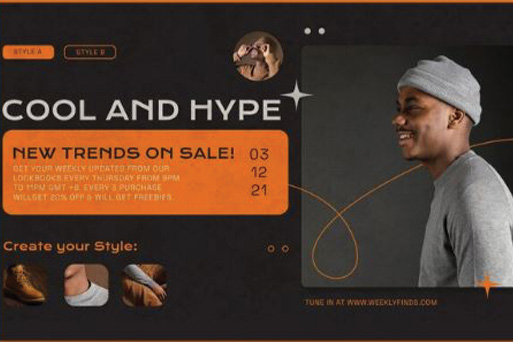 STYLE A
STYLE B
COOL AND HYPE
NEW TRENDS ON SALE!
GET YOUR WEEKLY UPDATED FROM OUR
LOOKBOOKS EVERY THURSDAY FROM 9PM
TO 11PM GMT +8. EVERY 3 PURCHASE
WILLGET 20% OFF & WILL GET FREEBIES
03
12
21
Create your Style:
TUNE IN AT WWW.WEEKLYFINDS.COM